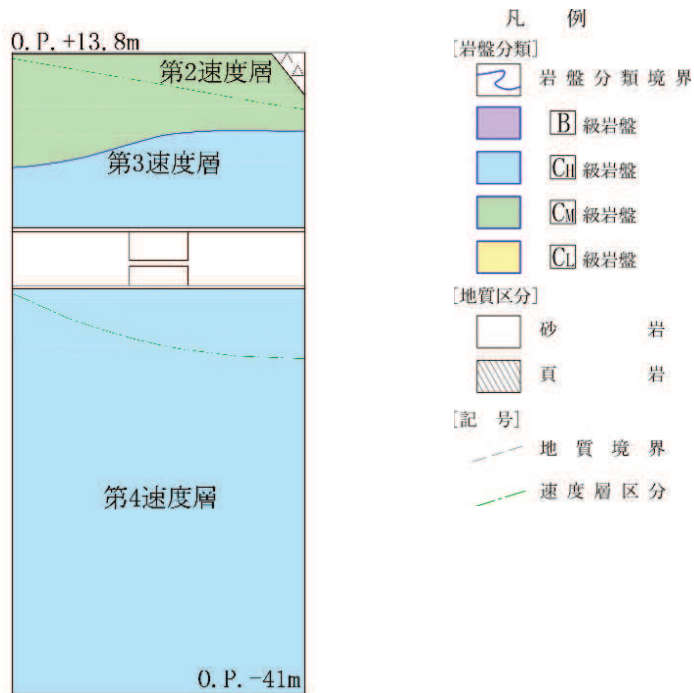 O.P.+13.8m
第2速度層
第3速度層
第4速度層
O.P.-41m
凡 例
[岩盤分類]
岩盤分類境界
B 級岩盤
CH 級岩盤
CM 級岩盤
CL 級岩盤
[地質区分]
砂 岩
頁 岩
[記 号]
地質境界
速度層区分